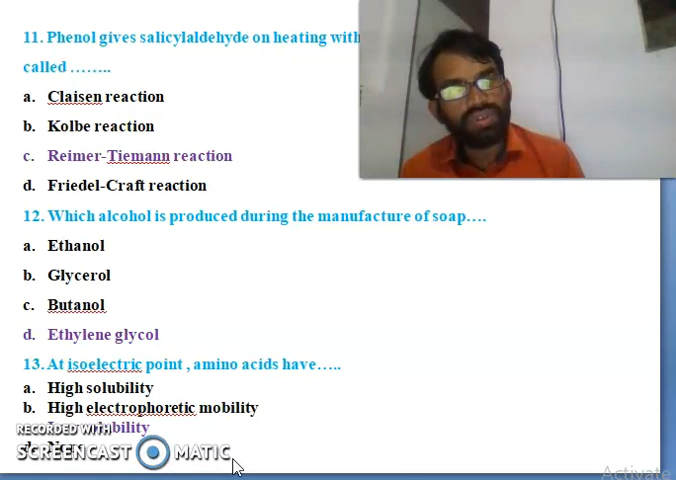 11. Phenol gives salicylaldehyde on heating with
called ……..
a. Claisen reaction
b. Kolbe reaction
c. Reimer-Tiemann reaction
d. Friedel-Craft reaction
12. Which alcohol is produced during the manufacture of soap….
a. Ethanol
b. Glycerol
c. Butanol
d. Ethylene glycol
13. At isoelectric point , amino acids have…..
a. High solubility
b. High electrophoretic mobility
RECORDED WITH
SCREENCAST MATIC
Activate